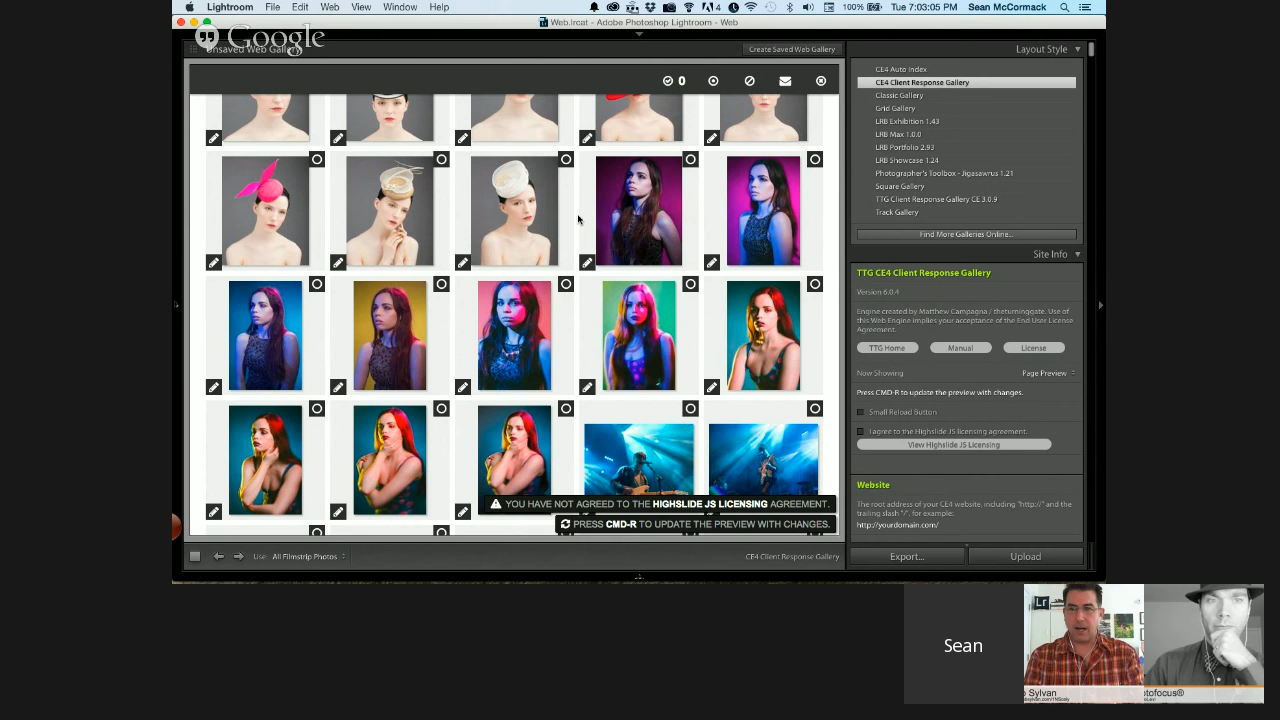 Lightroom File Edit Photo Web View Window Help 4 100% Tue 7:03:05 PM Sean McCormack
Web.lrcat - Adobe Photoshop Lightroom - Web
Google
Unsaved Web Gallery Create Saved Web Gallery Layout Style
0
CE4 Auto Index
CE4 Client Response Gallery
Classic Gallery
Grid Gallery
LRB Exhibition 1.43
LRB Max 1.0.0
LRB Portfolio 2.93
LRB Showcase 1.24
Photographer's Toolbox - Jigasawrus 1.21
Square Gallery
TTG Client Response Gallery CE 3.0.9
Track Gallery
Find More Galleries Online...
Site Info
TTG CE4 Client Response Gallery
Version 6.0.4
Engine created by Matthew Campagna / theturninggate. Use of
this Web Engine implies your acceptance of the End User License
Agreement.
TTG Home Manual License
Now Showing Page Preview
Press CMD-R to update the preview with changes.
Small Reload Button
I agree to the Highslide JS licensing agreement.
View Highslide JS Licensing
Website
The root address of your CE4 website, including "http://" and the
trailing slash "/", for example:
http://yourdomain.com/
YOU HAVE NOT AGREED TO THE HIGHSLIDE JS LICENSING AGREEMENT.
PRESS CMD-R TO UPDATE THE PREVIEW WITH CHANGES.
Use: All Filmstrip Photos CE4 Client Response Gallery Export... Upload
Lr
Sean
Sylvan
tofocus®